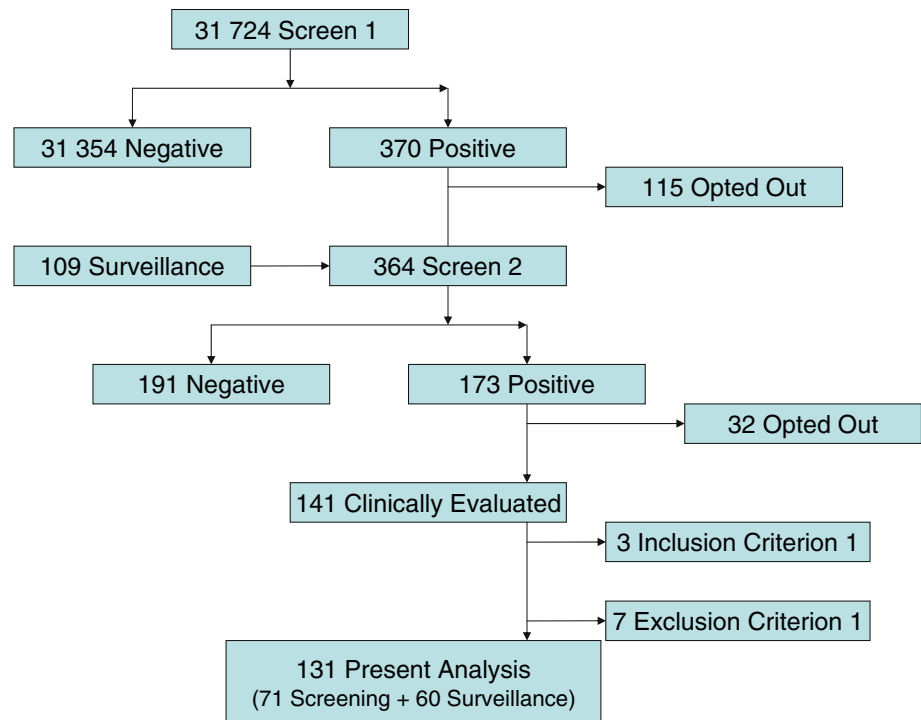 31 724 Screen 1
31 354 Negative
370 Positive
115 Opted Out
109 Surveillance
364 Screen 2
191 Negative
173 Positive
32 Opted Out
141 Clinically Evaluated
3 Inclusion Criterion 1
7 Exclusion Criterion 1
131 Present Analysis
(71 Screening + 60 Surveillance)